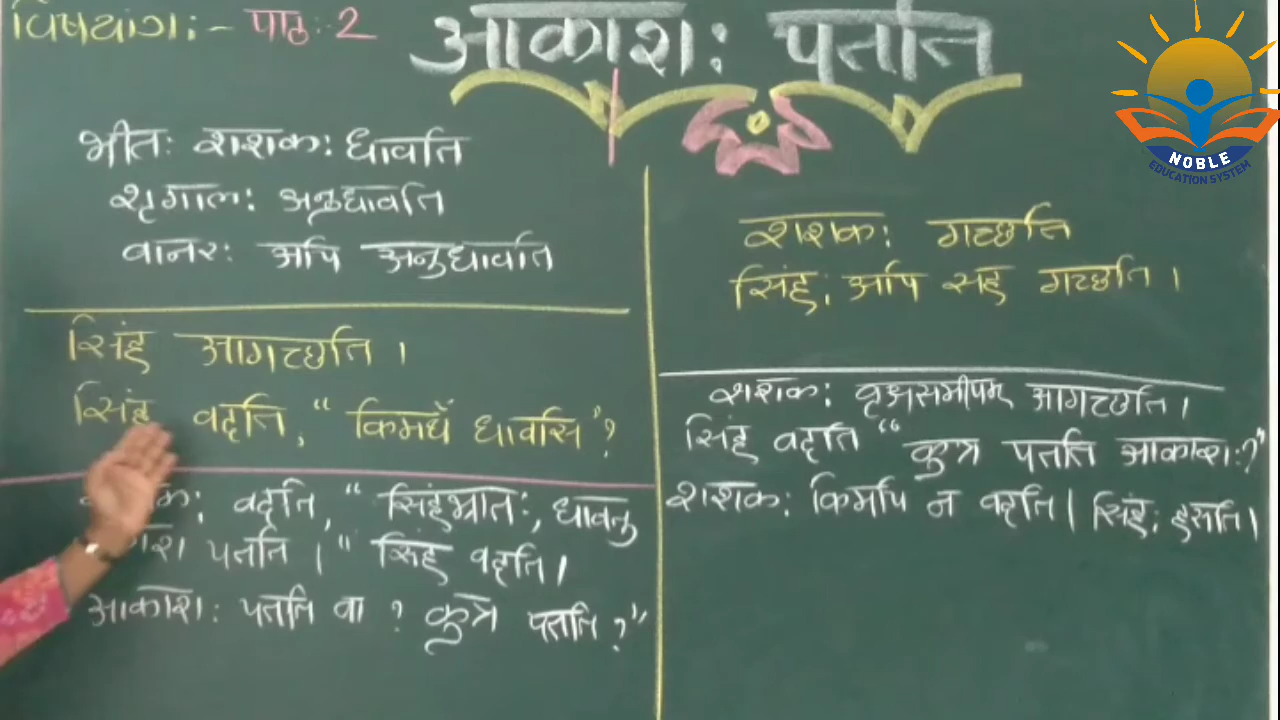 विषयांग:- पाठ: 2
आकाश: पतति
भीत: शशक: धावति
शृगाल: अनुधावति
वानर: अपि अनुधावति
सिंह आगच्छति ।
सिंह वदति, “ किमर्थं धावसि ”?
वदति, “ सिंहभ्रात:, धावतु
पतति ।“ सिंह वदति ।
आकाश: पतति वा ? कुत्र पतति ?”
शशक: गच्छति
सिंह: अपि सह गच्छति ।
शशक: वृक्षसमीपम् आगच्छति ।
सिंह वदति “ कुत्र पतति आकाश:?”
शशक: किमपि न वदति | सिंह: हसति |
NOBLE
EDUCATION SYSTEM